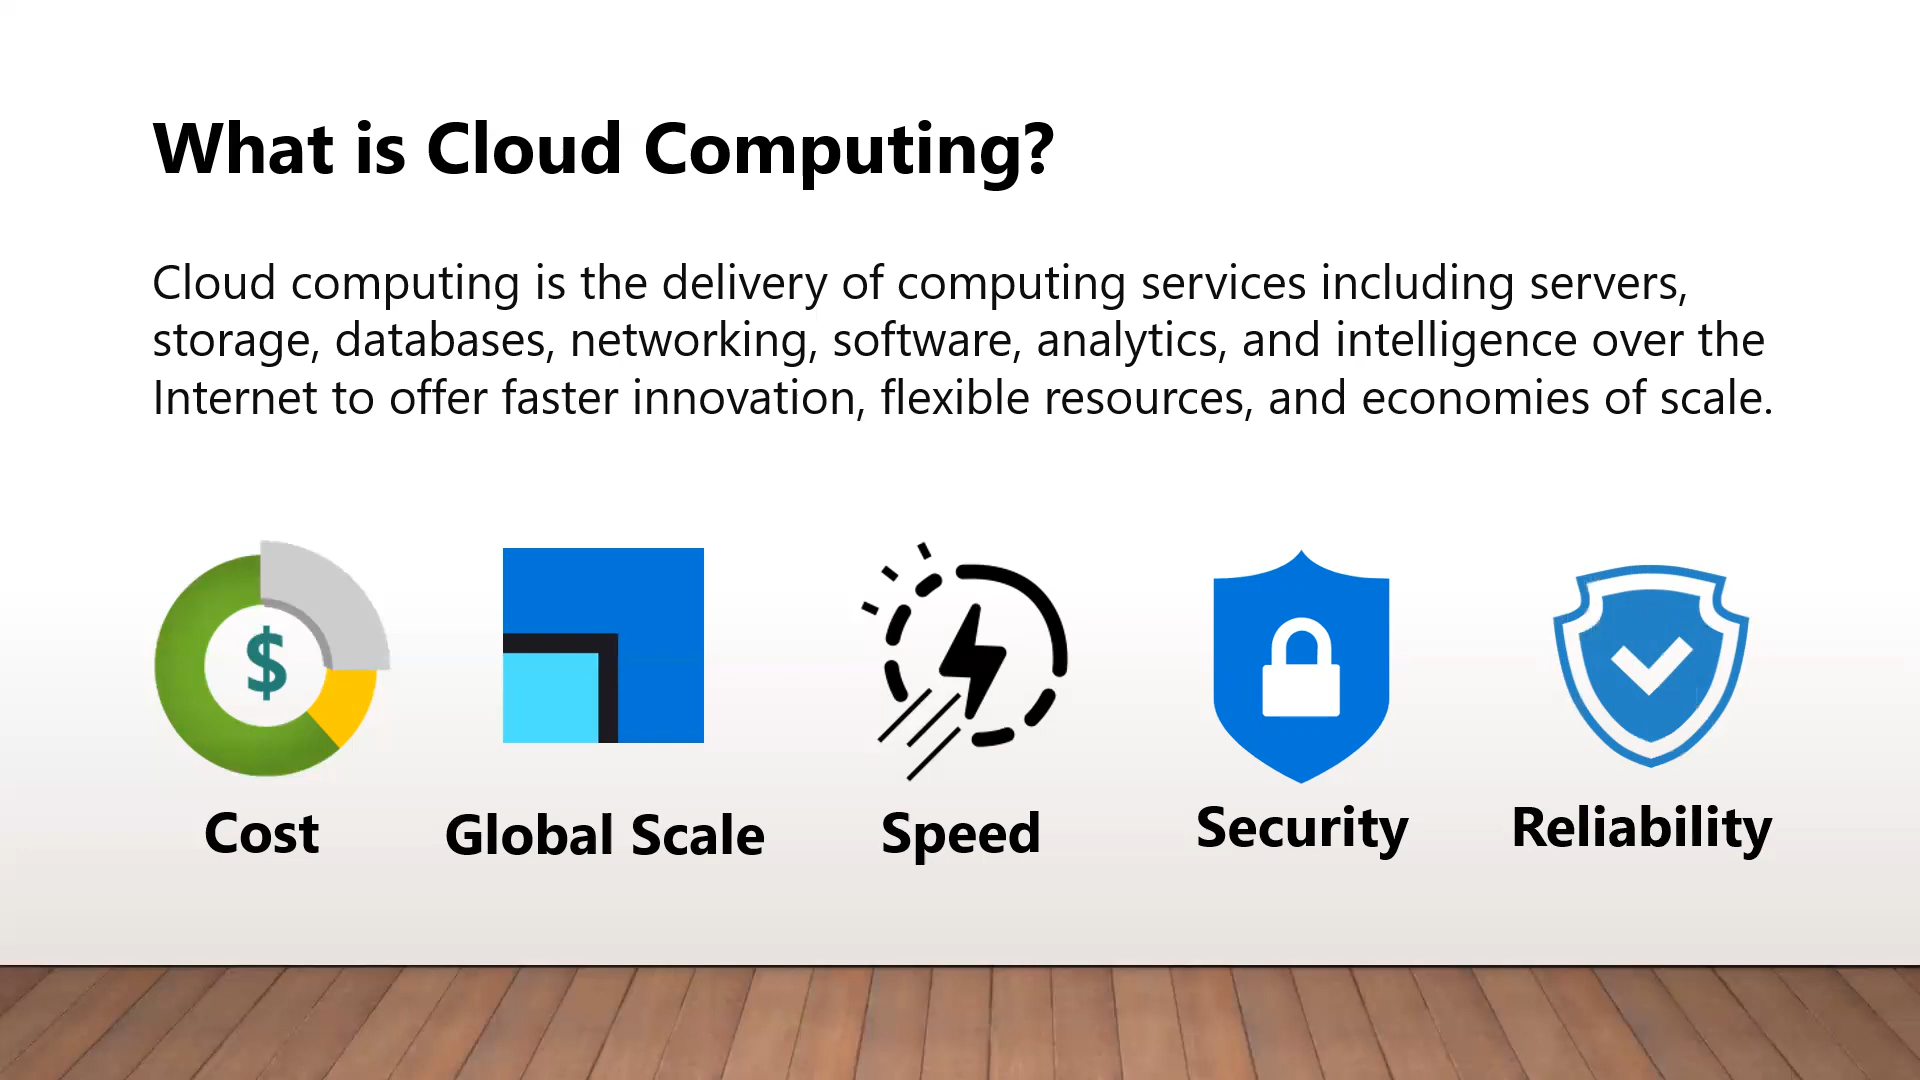 What is Cloud Computing?
Cloud computing is the delivery of computing services including servers,
storage, databases, networking, software, analytics, and intelligence over the
Internet to offer faster innovation, flexible resources, and economies of scale.
$
Cost
Global Scale
Speed
Security
Reliability